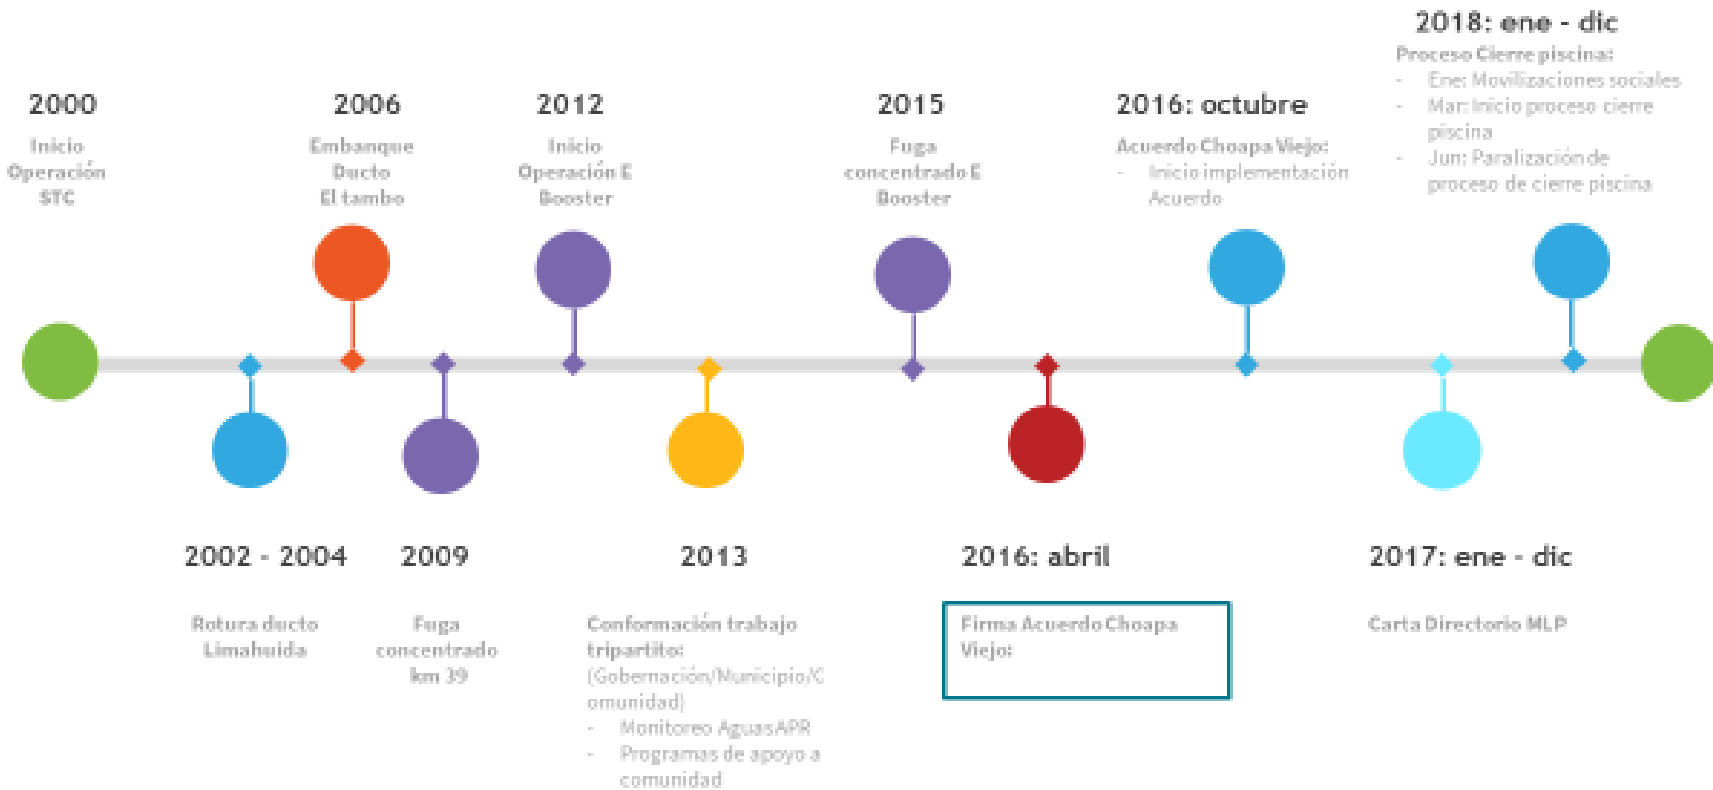 2000
Inicio
Operación
STC
2002 - 2004
Rotura ducto
Limahuida
2006
Embanque
Ducto
El tambo
2009
Fuga
concentrado
km 39
2012
Inicio
Operación E
Booster
2013
Conformación trabajo
tripartito:
(Gobernación/Municipio/C
omunidad)
- Monitoreo Aguas APR
- Programas de apoyo a
comunidad
2015
Fuga
concentrado E
Booster
2016: abril
Firma Acuerdo Choapa
Viejo:
2016: octubre
Acuerdo Choapa Viejo:
- Inicio implementación
Acuerdo
2017: ene - dic
Carta Directorio MLP
2018: ene - dic
Proceso Cierre piscina:
- Ene: Movilizaciones sociales
- Mar: Inicio proceso cierre
piscina
- Jun: Paralización de
proceso de cierre piscina